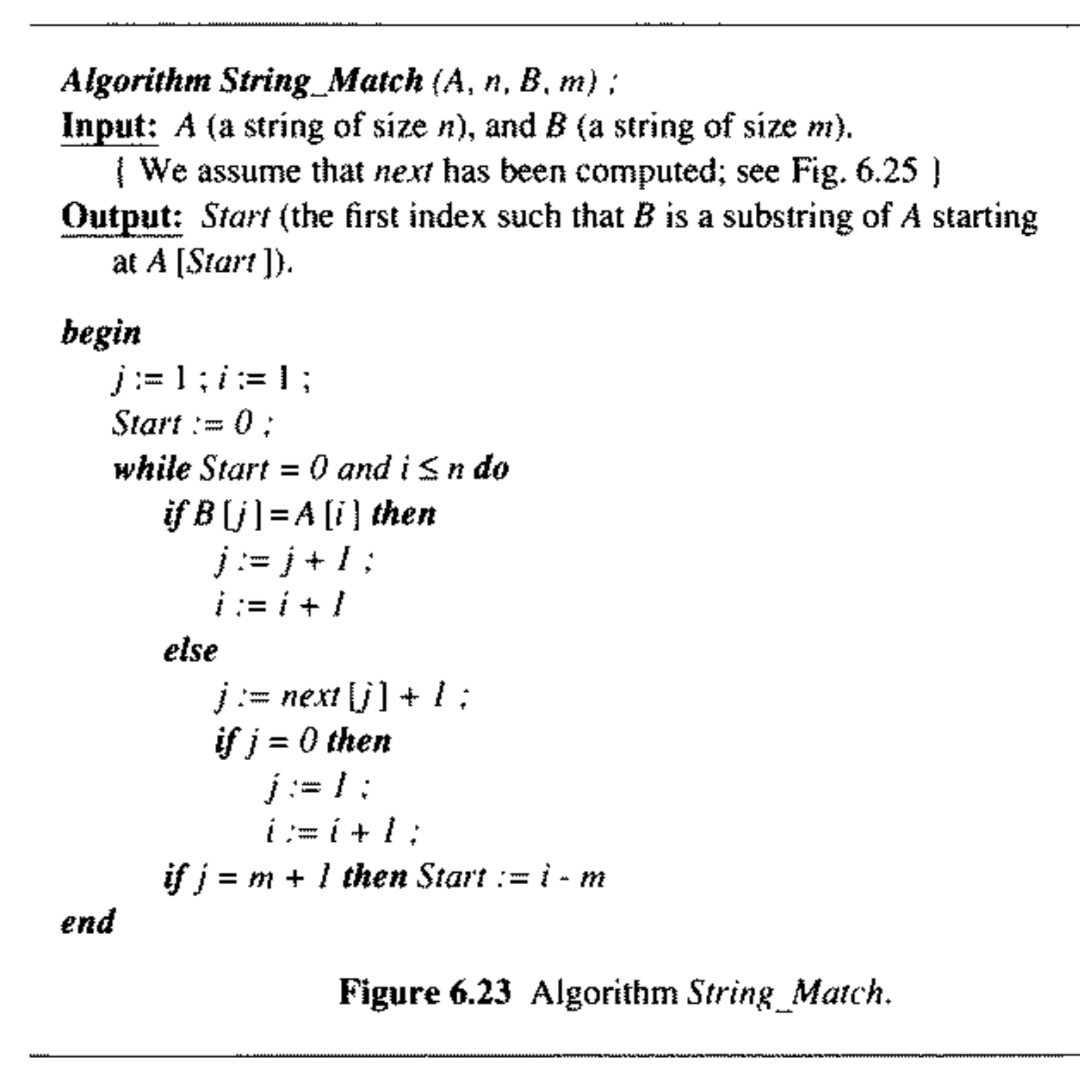 Algorithm String_Match (A, n, B, m) ;
Input: A (a string of size n), and B (a string of size m).
{ We assume that next has been computed; see Fig. 6.25 }
Output: Start (the first index such that B is a substring of A starting
at A [Start ]).
begin
j := 1 ; i := 1 ;
Start := 0 ;
while Start = 0 and i ≤ n do
if B [j ] = A [i ] then
j := j + 1 ;
i := i + 1
else
j := next [j ] + 1 ;
if j = 0 then
j := 1 ;
i := i + 1 ;
if j = m + 1 then Start := i - m
end
Figure 6.23 Algorithm String_Match.